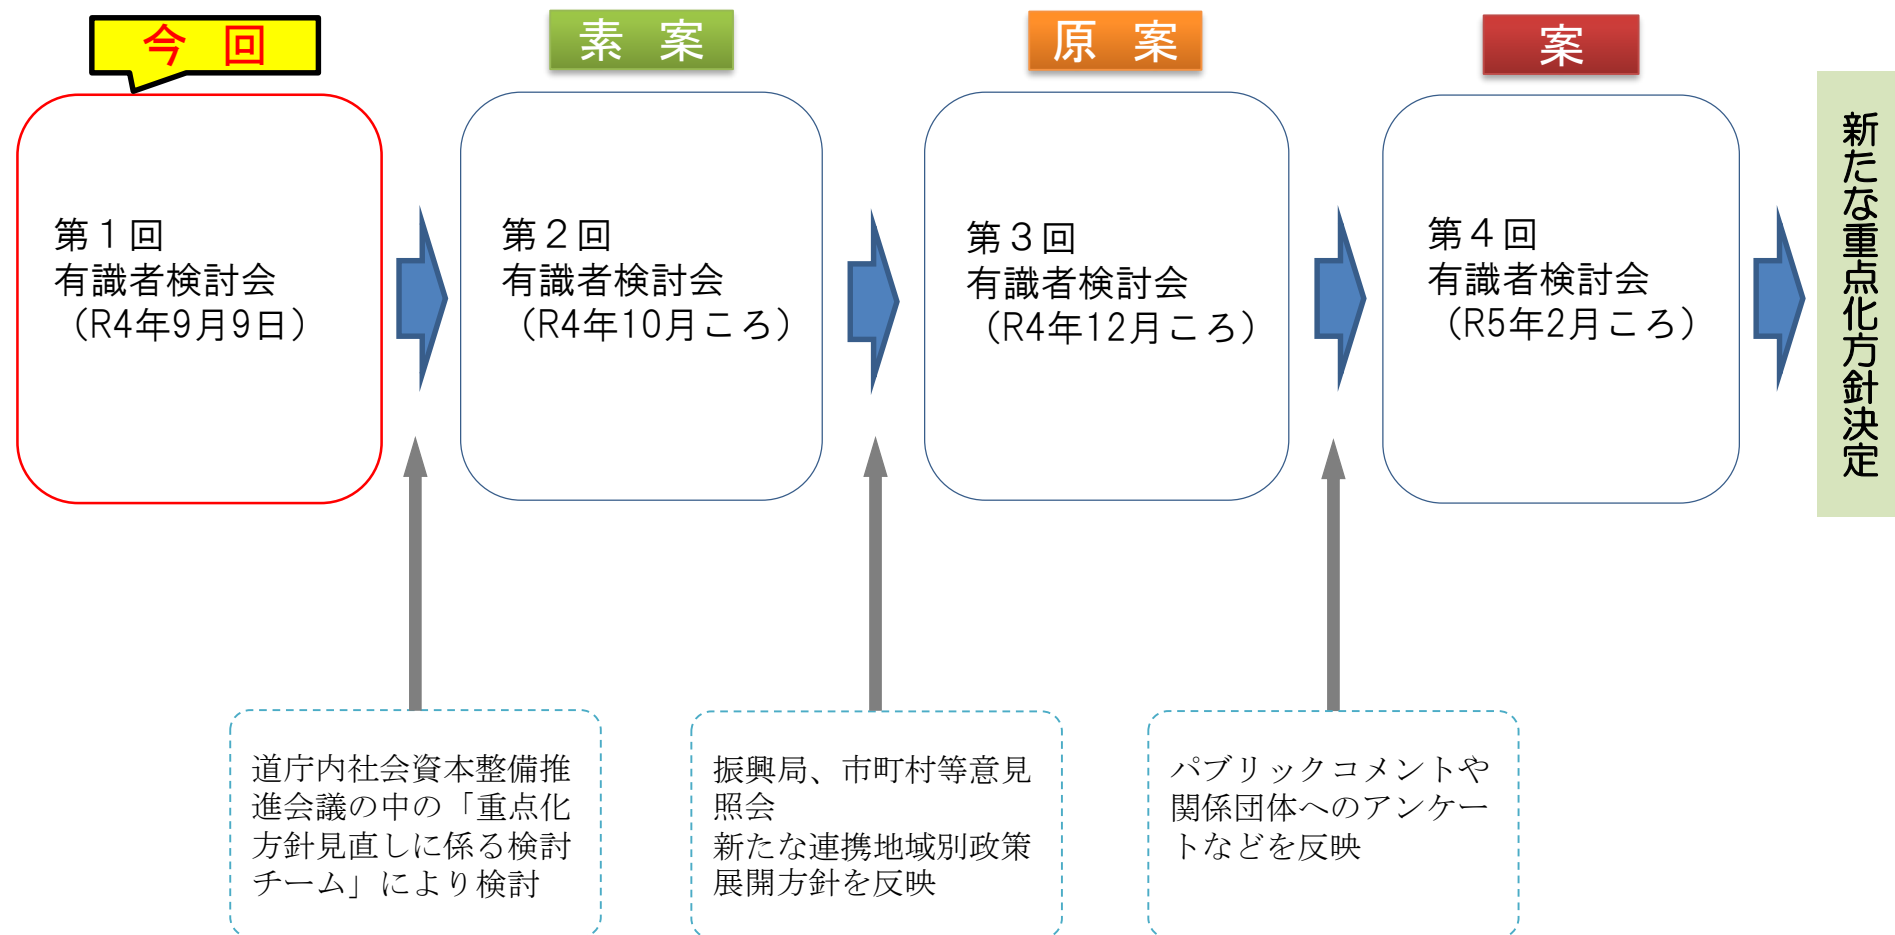 今 回
素 案
原 案
案
第１回
有識者検討会
（R4年9月9日）
第２回
有識者検討会
（R4年10月ころ）
第３回
有識者検討会
（R4年12月ころ）
第４回
有識者検討会
（R5年2月ころ）
新たな重点化方針決定
道庁内社会資本整備推
進会議の中の「重点化
方針見直しに係る検討
チーム」により検討
振興局、市町村等意見
照会
新たな連携地域別政策
展開方針を反映
パブリックコメントや
関係団体へのアンケー
トなどを反映